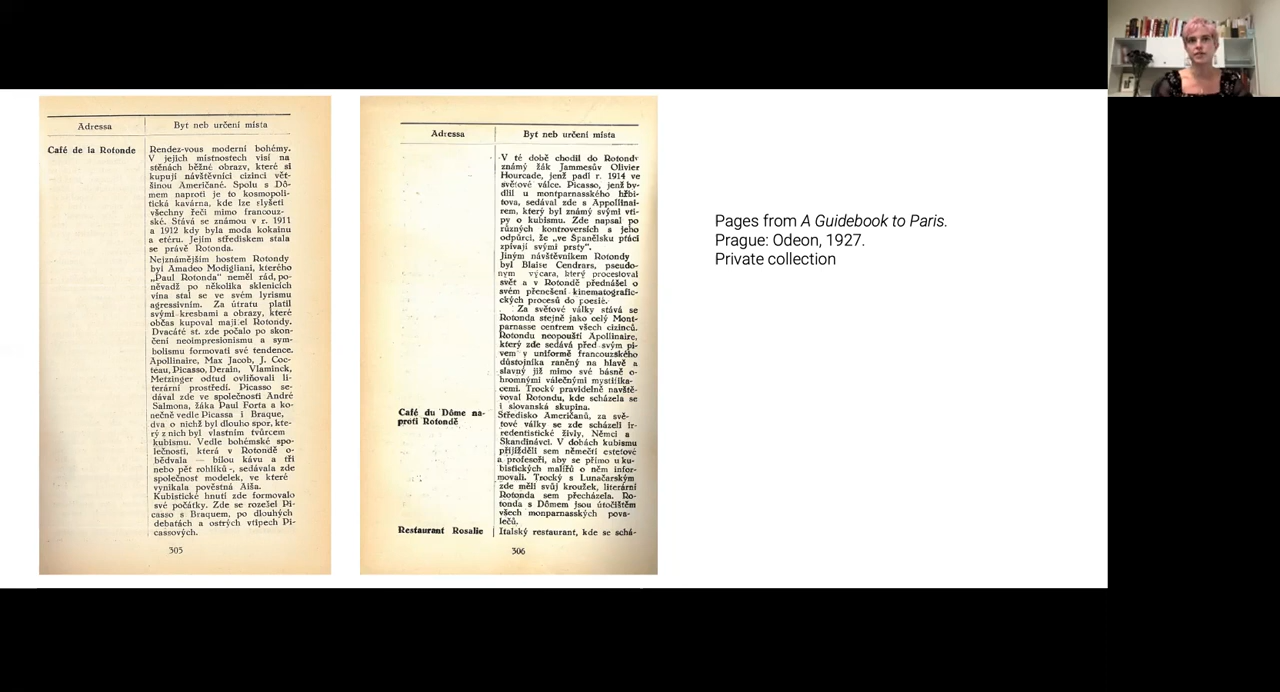 Adressa
Byt neb určení místa
Café de la Rotonde
Rendez-vous moderní bohémy.
V jejich místnostech visí na
stěnách běžné obrazy, které si
kupují návštěvníci cizinci vět-
šinou Američané. Spolu s Dô-
mem naproti je to kosmopoli-
tická kavárna, kde lze slyšeti
všechny řeči mimo francouz-
ské. Stává se známou v r. 1911
a 1912 kdy byla moda kokainu
a etéru. Jejím střediskem stala
se právě Rotonda.
Nejznámějším hostem Rotondy
byl Amadeo Modigliani, kterého
„Paul Rotonda" neměl rád, po-
něvadž po několika sklenicích
vína stal se ve svém lyrismu
agressivním. Za útratu platil
svými kresbami a obrazy, které
občas kupoval majitel Rotondy.
Dvacáté st. zde počalo po skon-
čení neoimpresionismu a sym-
bolismu formovati své tendence.
Apollinaire, Max Jacob, J. Coc-
teau, Picasso, Derain, Vlaminck,
Metzinger odtud ovlivňovali li-
terární prostředí. Picasso se-
dával zde ve společnosti André
Salmona, žáka Paul Forta a ko-
nečně vedle Picassa i Braque,
dva o nichž byl dlouho spor, kte-
rý z nich byl vlastním tvůrcem
kubismu. Vedle bohémské spo-
lečnosti, která v Rotondě o-
bědvala — bílou kávu a tři
nebo pět rohlíků -, sedávala zde
společnost modelek, ve které
vynikala pověstná Aiša.
Kubistické hnutí zde formovalo
své počátky. Zde se rozešel Pi-
casso s Braquem, po dlouhých
debatách a ostrých vtipech Pi-
cassových.
305
Adressa
Byt neb určení místa
V té době chodil do Rotondy
známý žák Jammesův Olivier
Hourcade, jenž padl r. 1914 ve
světové válce. Picasso, jenž by-
dlil u montparnasského hřbi-
tova, sedával zde s Appollinai-
rem, který byl známý svými vti-
py o kubismu. Zde napsal po
různých kontroversích s jeho
odpůrci, že „ve Španělsku ptáci
zpívají svými prsty".
Jiným návštěvníkem Rotondy
byl Blaise Cendrars, pseudo-
nym výcara, který procestoval
svět a v Rotondě přednášel o
svém přenešení kinematografic-
ckých procesů do poesie.
Za světové války stává se
Rotonda stejně jako celý Mont-
parnasse centrem všech cizinců.
Rotondu neopouští Apollinaire,
který zde sedává před svým pi-
vem v uniformě francouzského
důstojníka raněný na hlavě a
slavný již mimo své básně o-
hromnými válečnými mystifika-
cemi. Trocký pravidelně navště-
voval Rotondu, kde scházela se
i slovanská skupina.
Café du Dôme na-
proti Rotondě
Středisko Američanů, za svě-
tové války se zde scházeli ir-
redentistické živly, Němci a
Skandinávci. V dobách kubismu
přijížděli sem němečtí estetové
a profesoři, aby se přímo u ku-
bistických malířů o něm infor-
movali. Trocký s Lunačarským
zde měli svůj kroužek, literární
Rotonda sem přecházela. Ro-
tonda s Dômem jsou útočištěm
všech monparnasských pova-
lečů.
Restaurant Rosalie
Italský restaurant, kde se schá-
306
Pages from A Guidebook to Paris.
Prague: Odeon, 1927.
Private collection